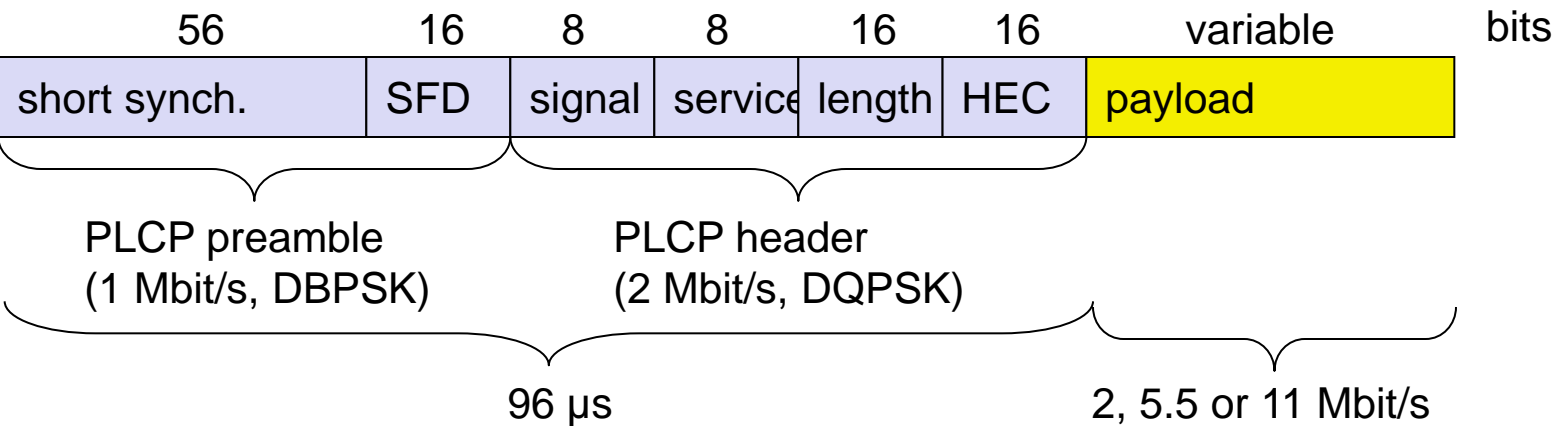 56 16 8 8 16 16 variable bits
short synch. SFD signal service length HEC payload
PLCP preamble PLCP header
(1 Mbit/s, DBPSK) (2 Mbit/s, DQPSK)
96 µs 2, 5.5 or 11 Mbit/s